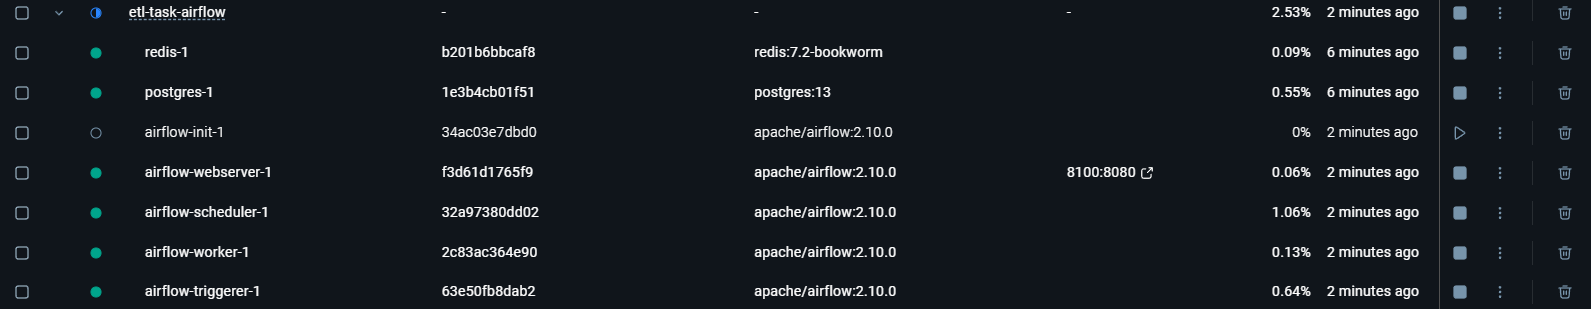 etl-task-airflow - - - 2.53% 2 minutes ago
redis-1 b201b6bbcaf8 redis:7.2-bookworm 0.09% 6 minutes ago
postgres-1 1e3b4cb01f51 postgres:13 0.55% 6 minutes ago
airflow-init-1 34ac03e7dbd0 apache/airflow:2.10.0 0% 2 minutes ago
airflow-webserver-1 f3d61d1765f9 apache/airflow:2.10.0 8100:8080 0.06% 2 minutes ago
airflow-scheduler-1 32a97380dd02 apache/airflow:2.10.0 1.06% 2 minutes ago
airflow-worker-1 2c83ac364e90 apache/airflow:2.10.0 0.13% 2 minutes ago
airflow-triggerer-1 63e50fb8dab2 apache/airflow:2.10.0 0.64% 2 minutes ago